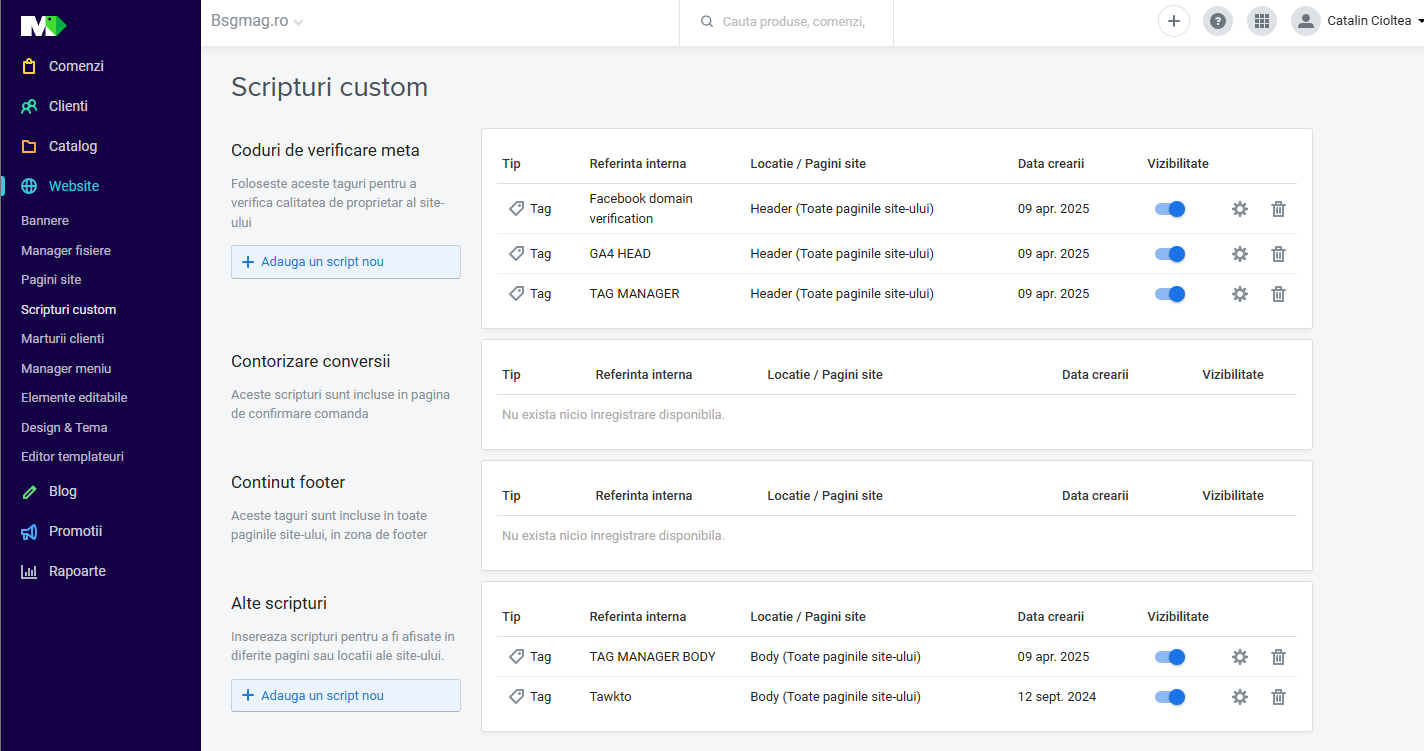 Bsgmag.ro
Cauta produse, comenzi,
Catalin Cioltea
Comenzi
Clienti
Catalog
Website
Bannere
Manager fisiere
Pagini site
Scripturi custom
Marturii clienti
Manager meniu
Elemente editabile
Design & Tema
Editor templateuri
Blog
Promotii
Rapoarte
Scripturi custom
Coduri de verificare meta
Foloseste aceste taguri pentru a
verifica calitatea de proprietar al site-
ului
Adauga un script nou
Tip Referinta interna Locatie / Pagini site Data crearii Vizibilitate
Tag Facebook domain
verification Header (Toate paginile site-ului) 09 apr. 2025
Tag GA4 HEAD Header (Toate paginile site-ului) 09 apr. 2025
Tag TAG MANAGER Header (Toate paginile site-ului) 09 apr. 2025
Contorizare conversii
Aceste scripturi sunt incluse in pagina
de confirmare comanda
Tip Referinta interna Locatie / Pagini site Data crearii Vizibilitate
Nu exista nicio inregistrare disponibila.
Continut footer
Aceste taguri sunt incluse in toate
paginile site-ului, in zona de footer
Tip Referinta interna Locatie / Pagini site Data crearii Vizibilitate
Nu exista nicio inregistrare disponibila.
Alte scripturi
Insereaza scripturi pentru a fi afisate in
diferite pagini sau locatii ale site-ului.
Adauga un script nou
Tip Referinta interna Locatie / Pagini site Data crearii Vizibilitate
Tag TAG MANAGER BODY Body (Toate paginile site-ului) 09 apr. 2025
Tag Tawkto Body (Toate paginile site-ului) 12 sept. 2024